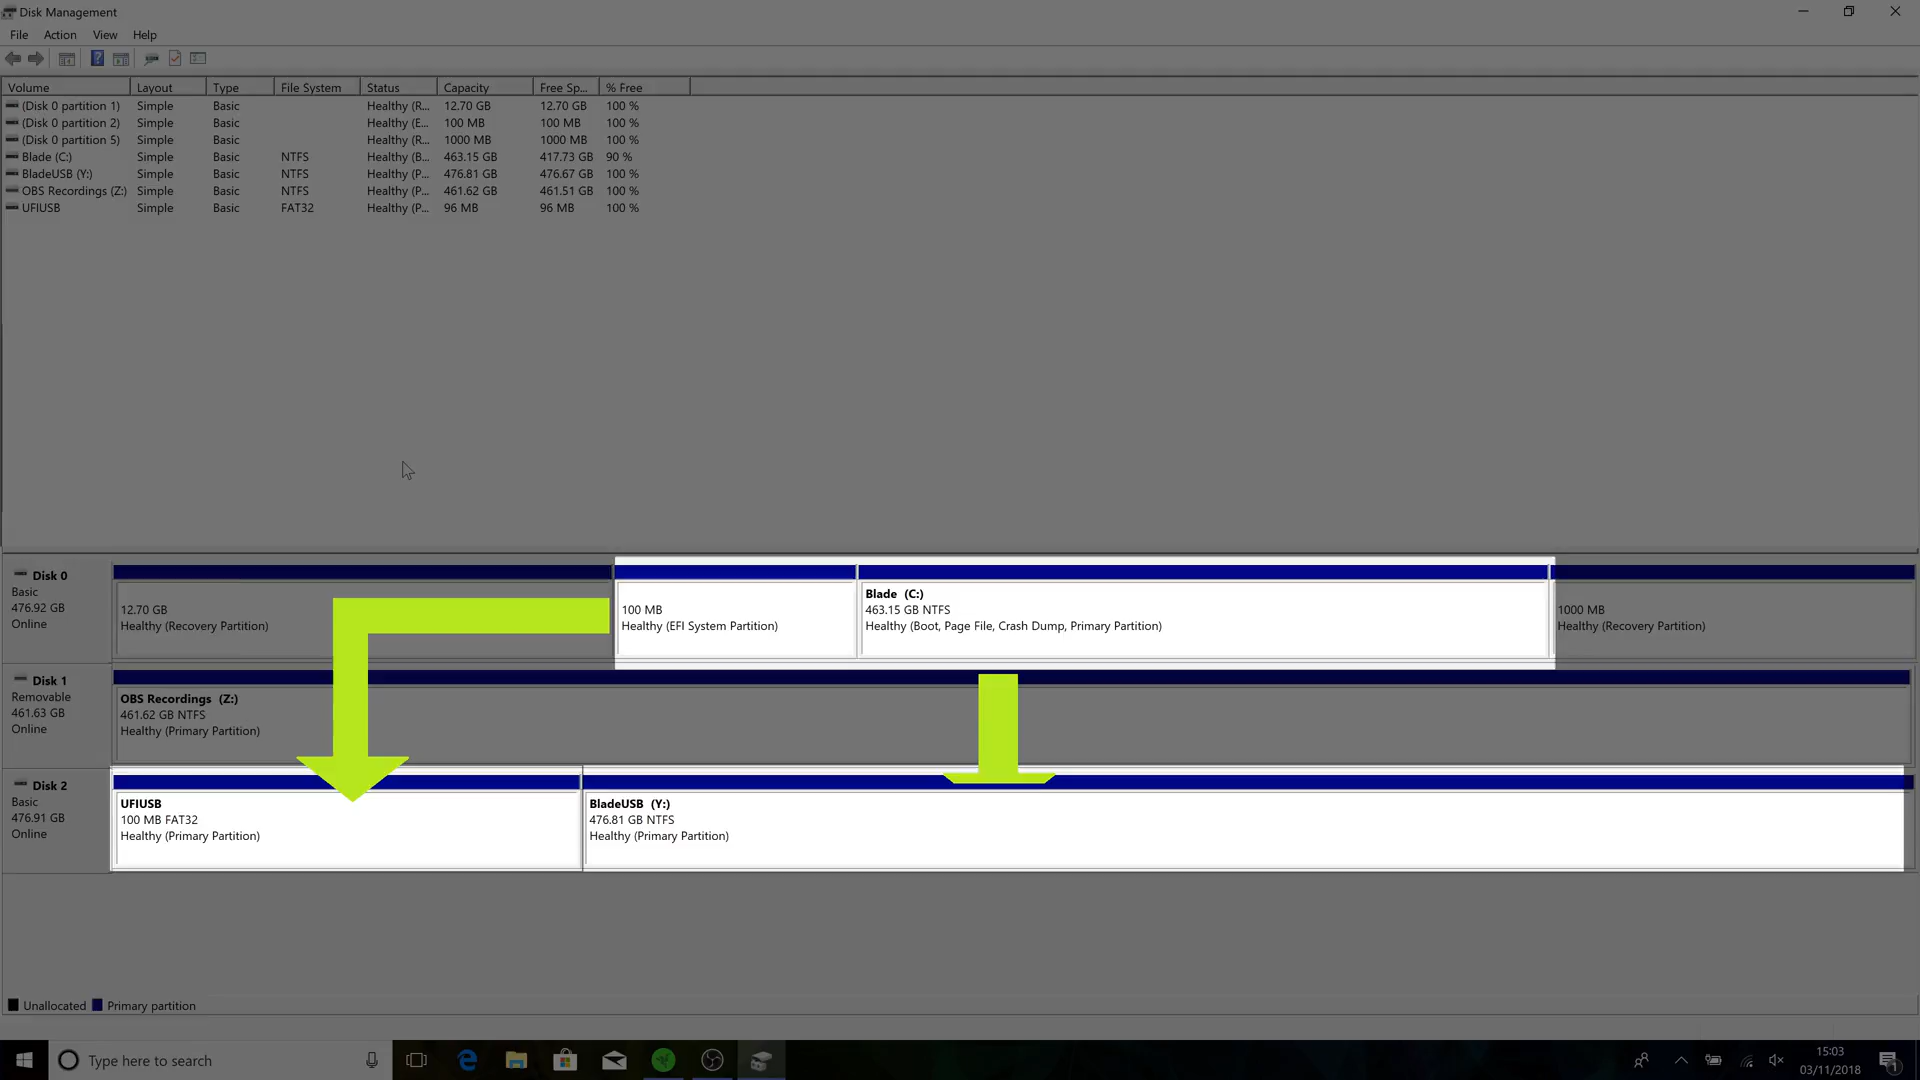 Disk Management
File Action View Help
Volume Layout Type File System Status Capacity Free Sp... % Free
(Disk 0 partition 1) Simple Basic Healthy (R... 12.70 GB 12.70 GB 100 %
(Disk 0 partition 2) Simple Basic Healthy (E... 100 MB 100 MB 100 %
(Disk 0 partition 5) Simple Basic Healthy (R... 1000 MB 1000 MB 100 %
Blade (C:) Simple Basic NTFS Healthy (B... 463.15 GB 417.73 GB 90 %
BladeUSB (Y:) Simple Basic NTFS Healthy (P... 476.81 GB 476.67 GB 100 %
OBS Recordings (Z:) Simple Basic NTFS Healthy (P... 461.62 GB 461.51 GB 100 %
UFIUSB Simple Basic FAT32 Healthy (P... 96 MB 96 MB 100 %
Disk 0
Basic
476.92 GB
Online
12.70 GB
Healthy (Recovery Partition)
100 MB
Healthy (EFI System Partition)
Blade (C:)
463.15 GB NTFS
Healthy (Boot, Page File, Crash Dump, Primary Partition)
1000 MB
Healthy (Recovery Partition)
Disk 1
Removable
461.63 GB
Online
OBS Recordings (Z:)
461.62 GB NTFS
Healthy (Primary Partition)
Disk 2
Basic
476.91 GB
Online
UFIUSB
100 MB FAT32
Healthy (Primary Partition)
BladeUSB (Y:)
476.81 GB NTFS
Healthy (Primary Partition)
Unallocated Primary partition
Type here to search
15:03
03/11/2018
1